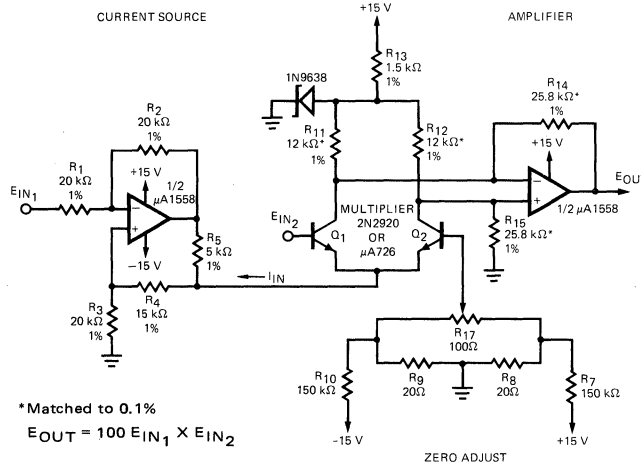 CURRENT SOURCE
+15 V
AMPLIFIER
R13
1.5 kΩ
1%
1N9638
R2
20 kΩ
1%
R11
12 kΩ*
1%
R12
12 kΩ*
1%
R14
25.8 kΩ*
1%
+15 V
EOU
1/2 µA1558
R1
20 kΩ
1%
+15 V
1/2
µA1558
-15 V
EIN1
R5
5 kΩ
1%
EIN2
MULTIPLIER
2N2920
OR
µA726
Q1
Q2
R15
25.8 kΩ*
1%
IIN
R3
20 kΩ
1%
R4
15 kΩ
1%
R17
100Ω
R10
150 kΩ
R9
20Ω
R8
20Ω
R7
150 kΩ
-15 V
+15 V
*Matched to 0.1%
EOUT = 100 EIN1 X EIN2
ZERO ADJUST